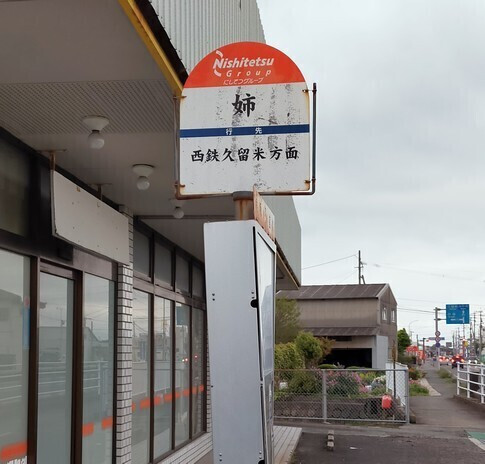 Nishitetsu
Group
にしてつグループ
姉
行先
西鉄久留米方面